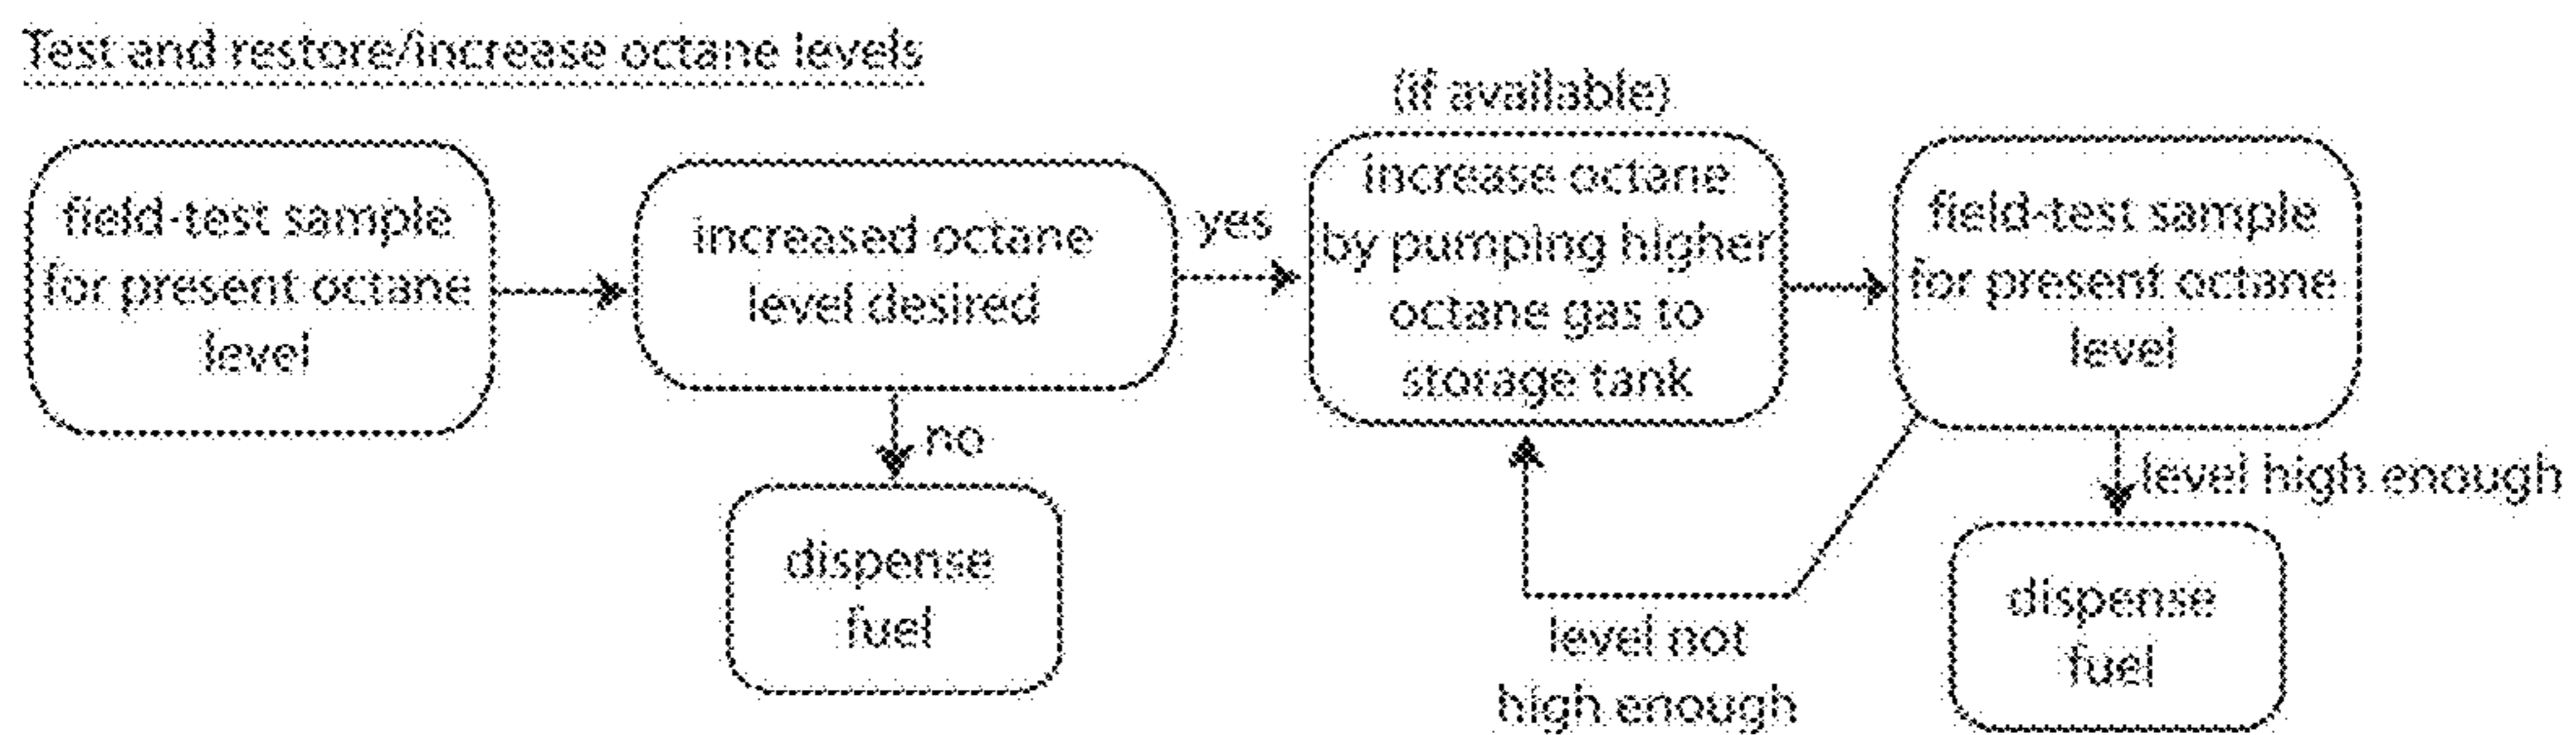 Test and restore/increase octane levels
field-test sample
for present octane
level
increased octane
level desired
yes
no
dispense
fuel
(if available)
increase octane
by pumping higher
octane gas to
storage tank
field-test sample
for present octane
level
level not
high enough
level high enough
dispense
fuel